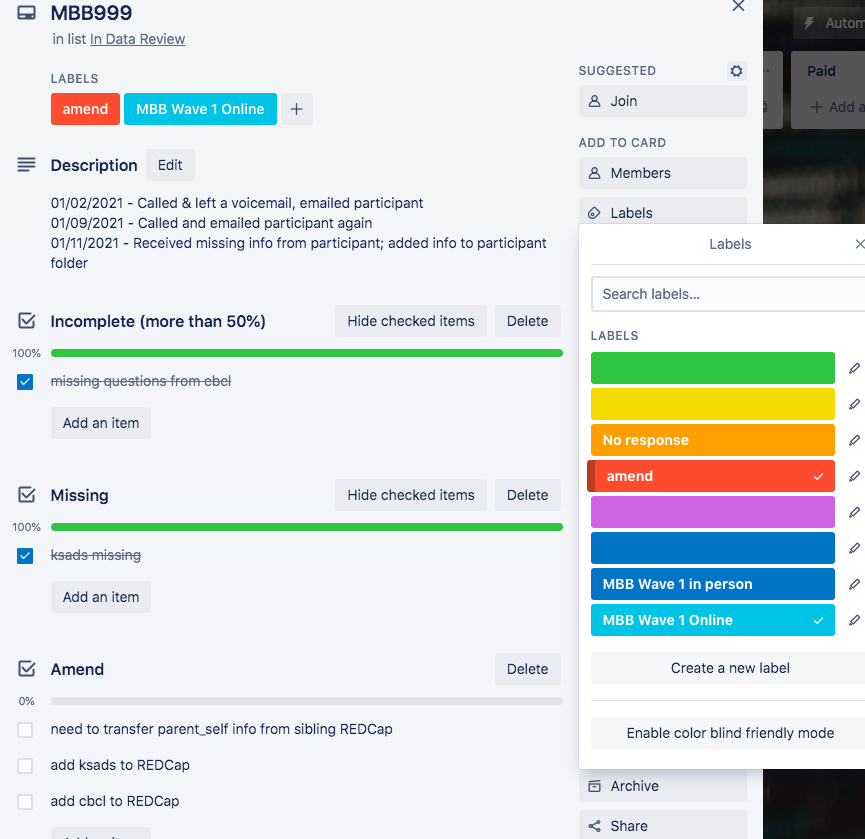 MBB999
in list In Data Review
LABELS
amend
MBB Wave 1 Online
Description
Edit
01/02/2021 - Called & left a voicemail, emailed participant
01/09/2021 - Called and emailed participant again
01/11/2021 - Received missing info from participant; added info to participant
folder
Incomplete (more than 50%)
Hide checked items
Delete
100%
missing questions from cbcl
Add an item
Missing
Hide checked items
Delete
100%
ksads missing
Add an item
Amend
Delete
0%
need to transfer parent_self info from sibling REDCap
add ksads to REDCap
add cbcl to REDCap
SUGGESTED
Join
ADD TO CARD
Members
Labels
Labels
Search labels...
LABELS
No response
amend
MBB Wave 1 in person
MBB Wave 1 Online
Create a new label
Enable color blind friendly mode
Archive
Share
Autom
Paid
+ Add a